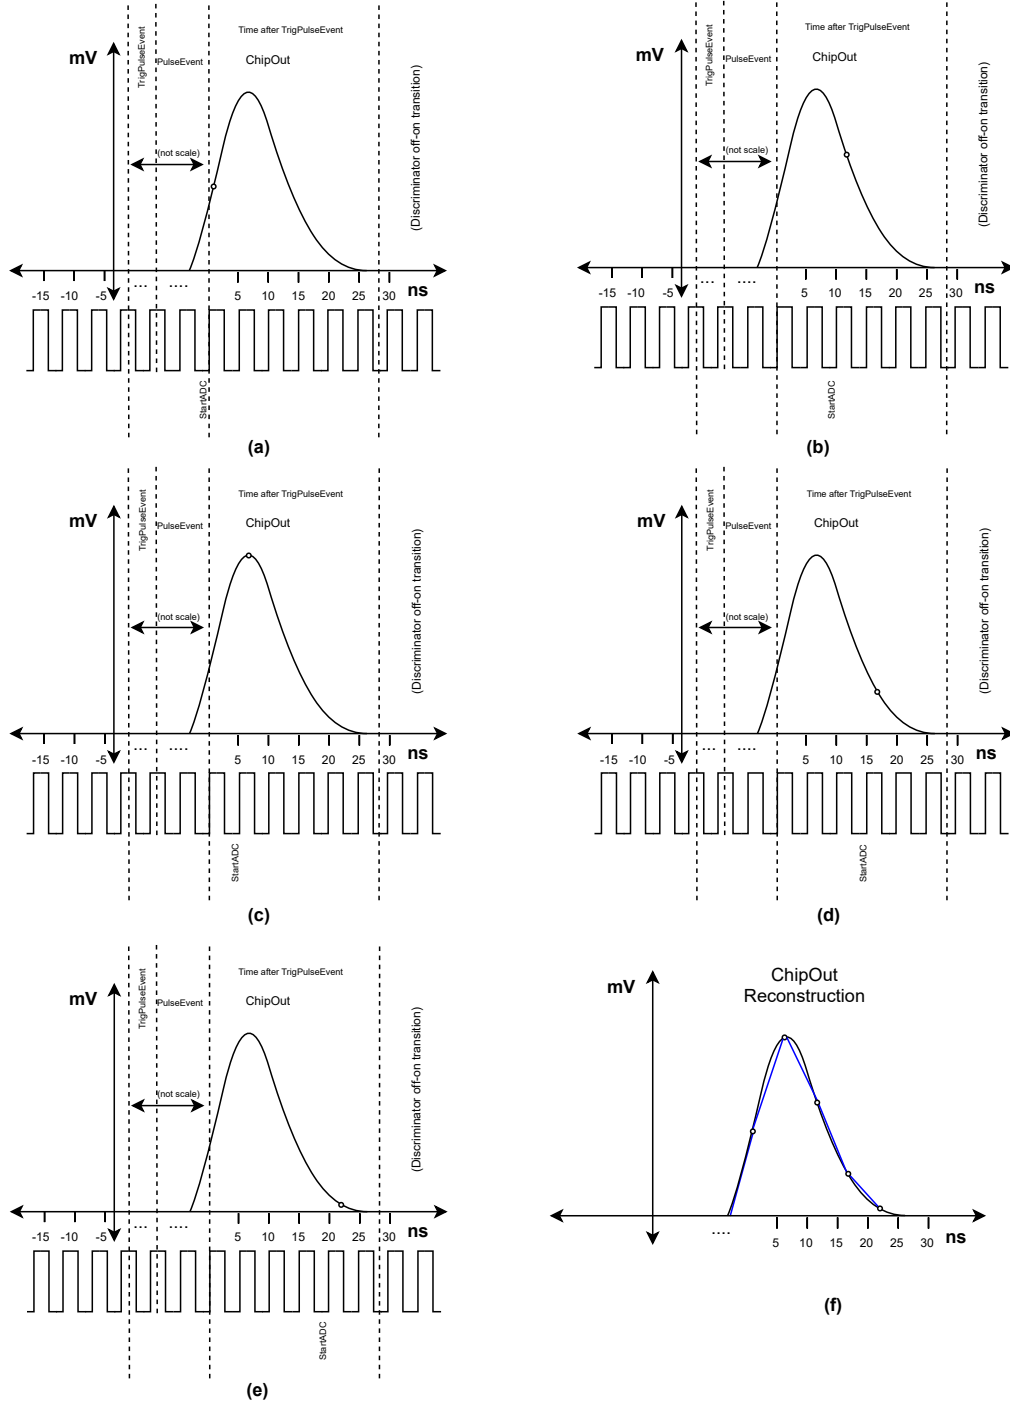 Time after TrigPulseEvent
mV
TrigPulseEvent
PulseEvent
ChipOut
(not scale)
(Discriminator off-on transition)
-15 -10 -5 ... .... 5 10 15 20 25 30 ns
StartADC
(a)
Time after TrigPulseEvent
mV
TrigPulseEvent
PulseEvent
ChipOut
(not scale)
(Discriminator off-on transition)
-15 -10 -5 ... .... 5 10 15 20 25 30 ns
StartADC
(b)
Time after TrigPulseEvent
mV
TrigPulseEvent
PulseEvent
ChipOut
(not scale)
(Discriminator off-on transition)
-15 -10 -5 ... .... 5 10 15 20 25 30 ns
StartADC
(c)
Time after TrigPulseEvent
mV
TrigPulseEvent
PulseEvent
ChipOut
(not scale)
(Discriminator off-on transition)
-15 -10 -5 ... .... 5 10 15 20 25 30 ns
StartADC
(d)
Time after TrigPulseEvent
mV
TrigPulseEvent
PulseEvent
ChipOut
(not scale)
(Discriminator off-on transition)
-15 -10 -5 ... .... 5 10 15 20 25 30 ns
StartADC
(e)
ChipOut
Reconstruction
mV
.... 5 10 15 20 25 30 ns
(f)